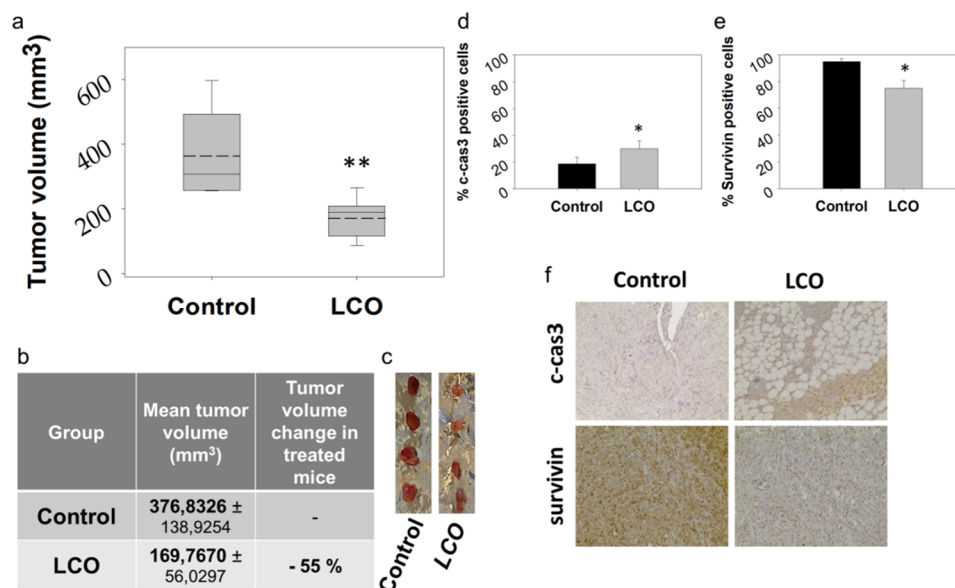 a
Tumor volume (mm3)
600
400
200
0
**
Control
LCO
b
Group
Mean tumor
volume
(mm3)
Tumor
volume
change in
treated
mice
Control
376,8326 ±
138,9254
-
LCO
169,7670 ±
56,0297
- 55 %
c
Control
LCO
d
% c-cas3 positive cells
100
80
60
40
20
0
*
Control
LCO
e
% Survivin positive cells
100
80
60
40
20
0
*
Control
LCO
f
Control
LCO
c-cas3
survivin